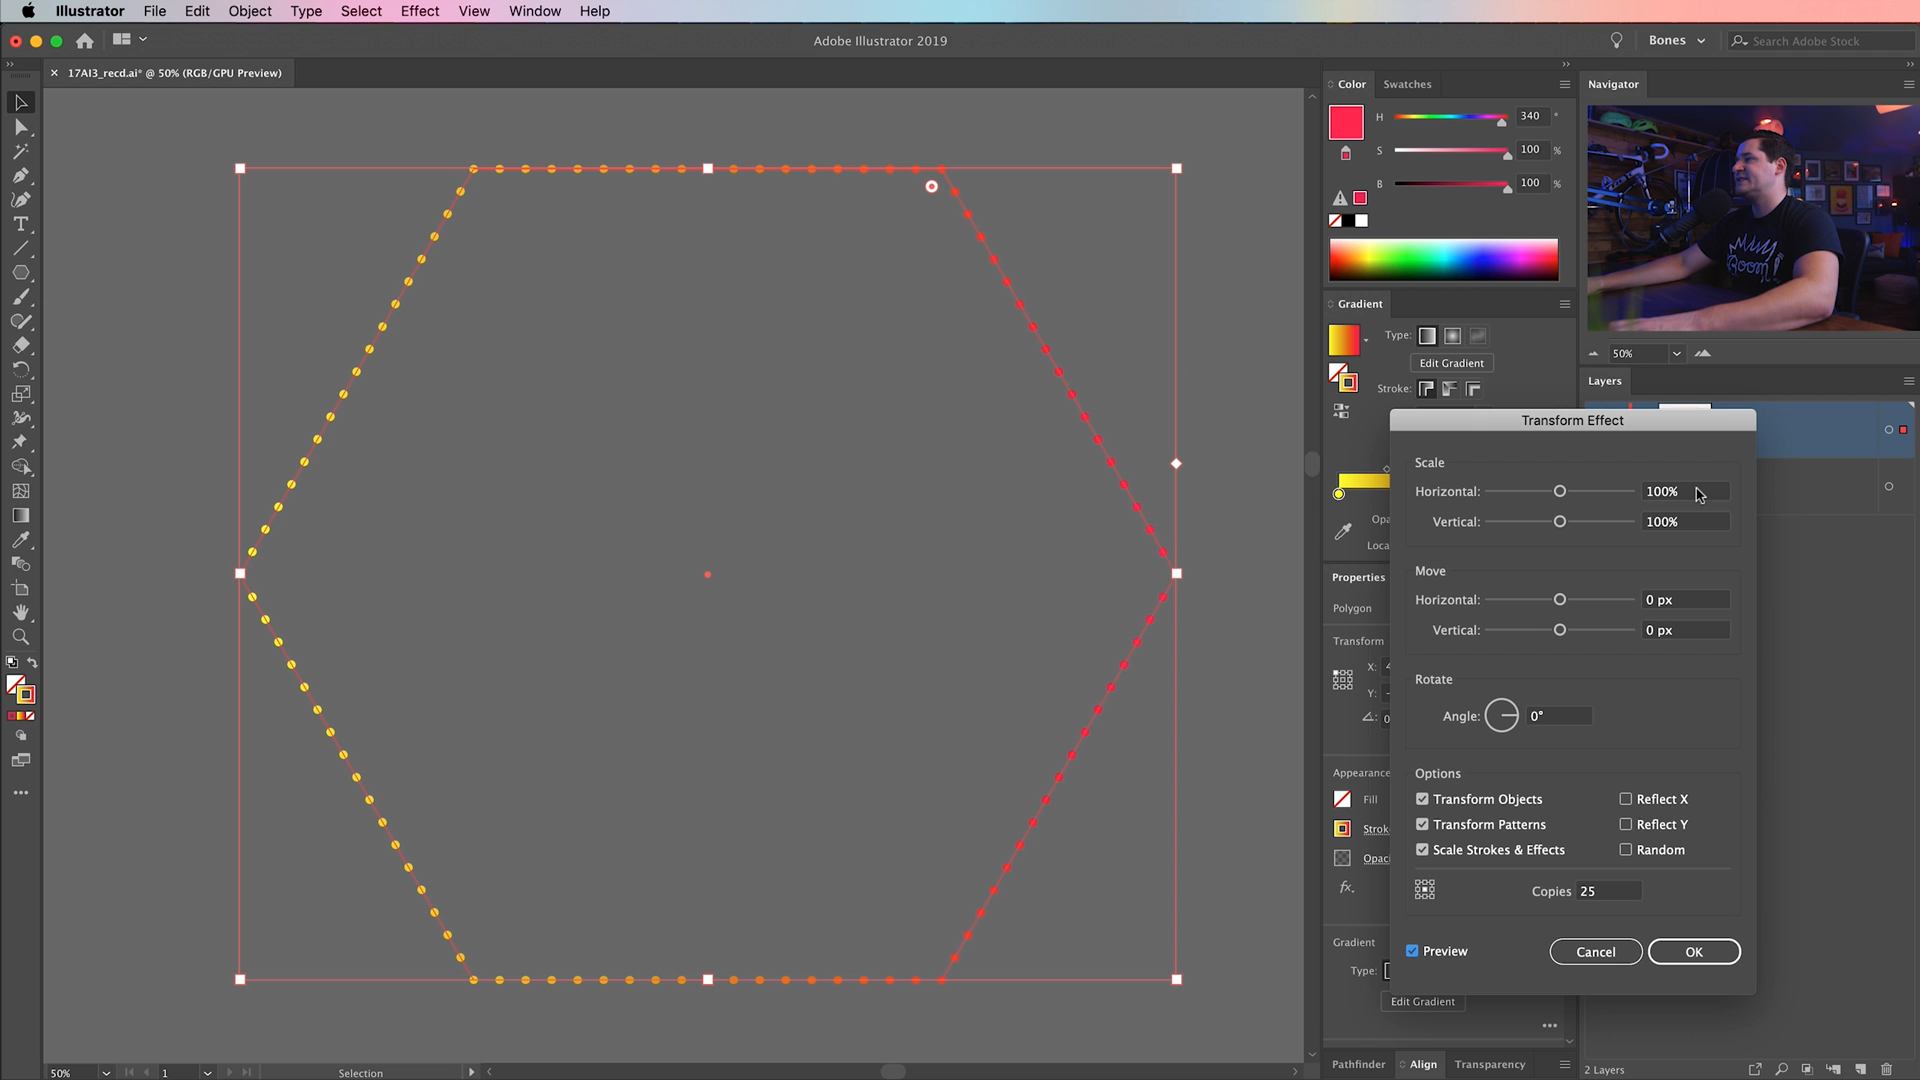 Illustrator File Edit Object Type Select Effect View Window Help
Adobe Illustrator 2019
Bones
Search Adobe Stock
17AI3_recd.ai* @ 50% (RGB/GPU Preview)
Color Swatches
H 340 °
S 100 %
B 100 %
Gradient
Type:
Edit Gradient
Stroke:
Navigator
50%
Layers
Transform Effect
Scale
Horizontal: 100%
Vertical: 100%
Move
Horizontal: 0 px
Vertical: 0 px
Rotate
Angle: 0°
Options
Transform Objects Reflect X
Transform Patterns Reflect Y
Scale Strokes & Effects Random
Copies 25
Preview Cancel OK
Opa
Loca
Properties
Polygon
Transform
X: 4
Y: -
0
Appearance
Fill
Strok
Opac
fx.
Gradient
Type:
Edit Gradient
Pathfinder Align Transparency
2 Layers
50% 1 Selection